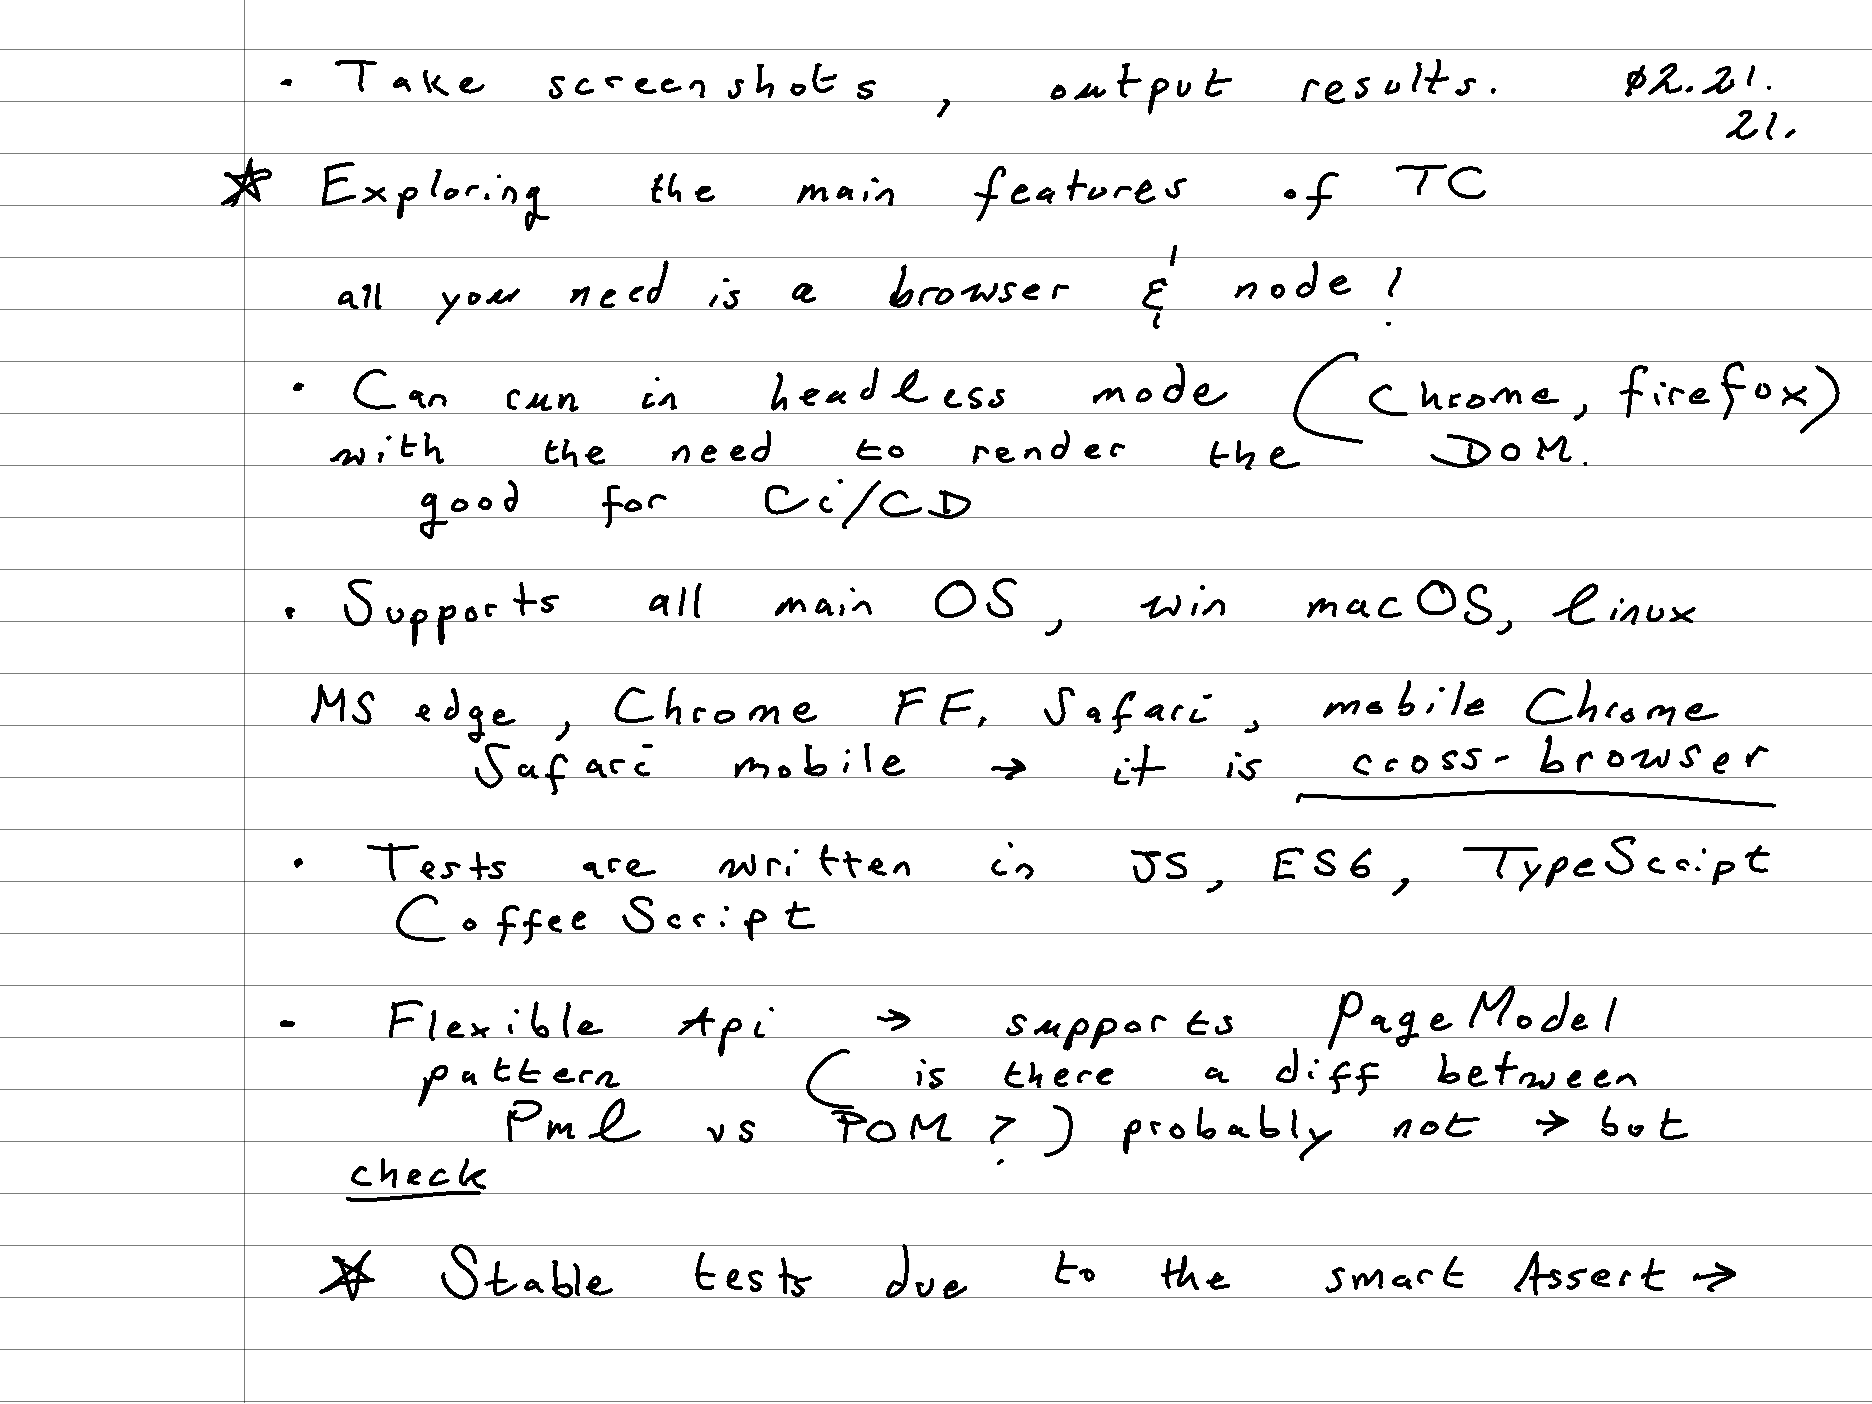 · Take screenshots, output results. 02.21.
21.
☆ Exploring the main features of TC
all you need is a browser & node!
· Can run in headless mode (Chrome, firefox)
with the need to render the DOM.
good for Ci/CD
· Supports all main OS, win macOS, linux
MS edge, Chrome FF, Safari, mobile Chrome
Safari mobile → it is cross-browser
· Tests are written in JS, ES6, TypeScript
CoffeeScript
- Flexible Api → supports PageModel
pattern ( is there a diff between
Pml vs POM ?) probably not → but
check
☆ Stable tests due to the smart Assert →